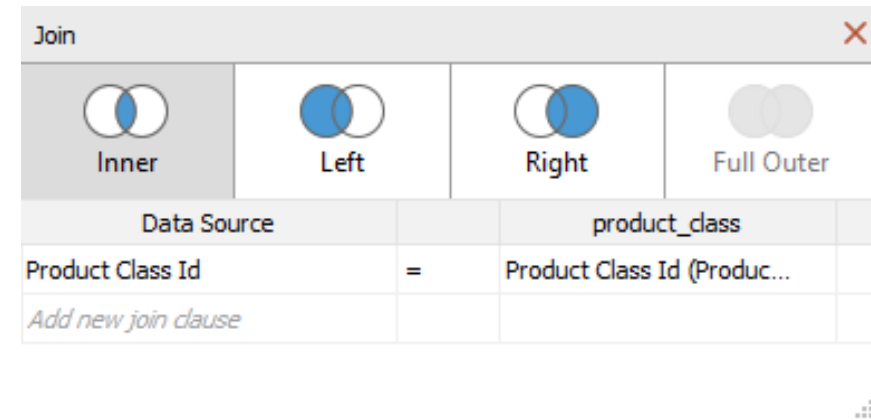 Join
Inner Left Right Full Outer
Data Source product_class
Product Class Id = Product Class Id (Produc...
Add new join clause